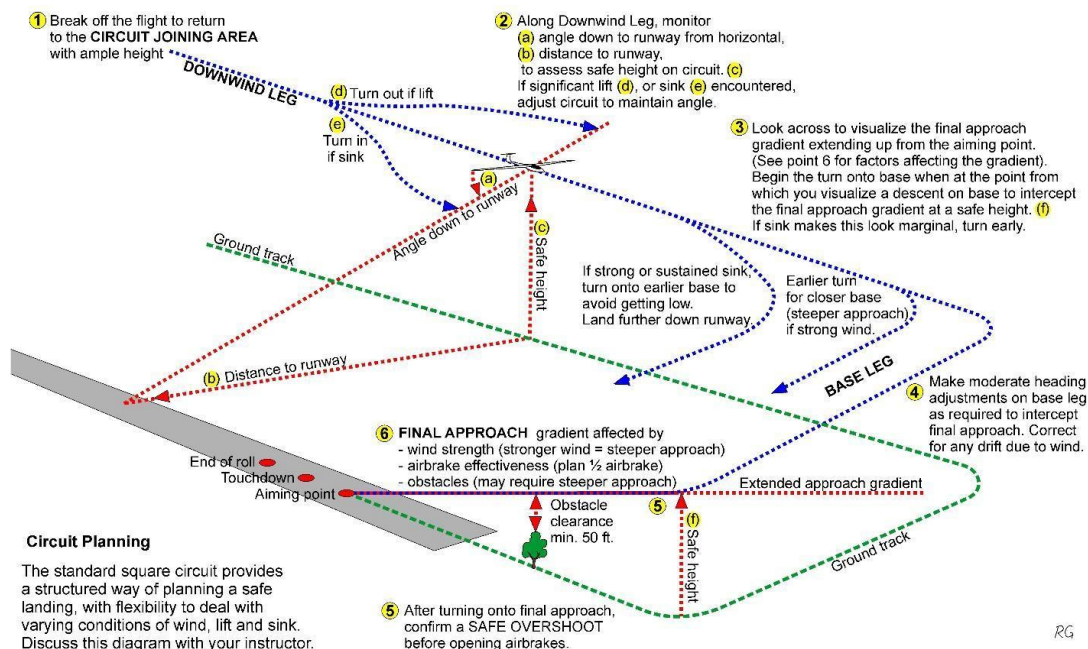 1 Break off the flight to return
to the CIRCUIT JOINING AREA
with ample height
DOWNWIND LEG
2 Along Downwind Leg, monitor
(a) angle down to runway from horizontal,
(b) distance to runway,
to assess safe height on circuit. (c)
If significant lift (d), or sink (e) encountered,
adjust circuit to maintain angle.
(d) Turn out if lift
(e)
Turn in
if sink
3 Look across to visualize the final approach
gradient extending up from the aiming point.
(See point 6 for factors affecting the gradient).
Begin the turn onto base when at the point from
which you visualize a descent on base to intercept
the final approach gradient at a safe height. (f)
If sink makes this look marginal, turn early.
(a)
Angle down to runway
(c) Safe height
Ground track
If strong or sustained sink,
turn onto earlier base to
avoid getting low.
Land further down runway.
Earlier turn
for closer base
(steeper approach)
if strong wind.
(b) Distance to runway
BASE LEG
4 Make moderate heading
adjustments on base leg
as required to intercept
final approach. Correct
for any drift due to wind.
6 FINAL APPROACH gradient affected by
- wind strength (stronger wind = steeper approach)
- airbrake effectiveness (plan ½ airbrake)
- obstacles (may require steeper approach)
End of roll
Touchdown
Aiming point
5
Extended approach gradient
Obstacle
clearance
min. 50 ft.
(f) Safe height
Ground track
Circuit Planning
The standard square circuit provides
a structured way of planning a safe
landing, with flexibility to deal with
varying conditions of wind, lift and sink.
Discuss this diagram with your instructor.
5 After turning onto final approach,
confirm a SAFE OVERSHOOT
before opening airbrakes.
RG